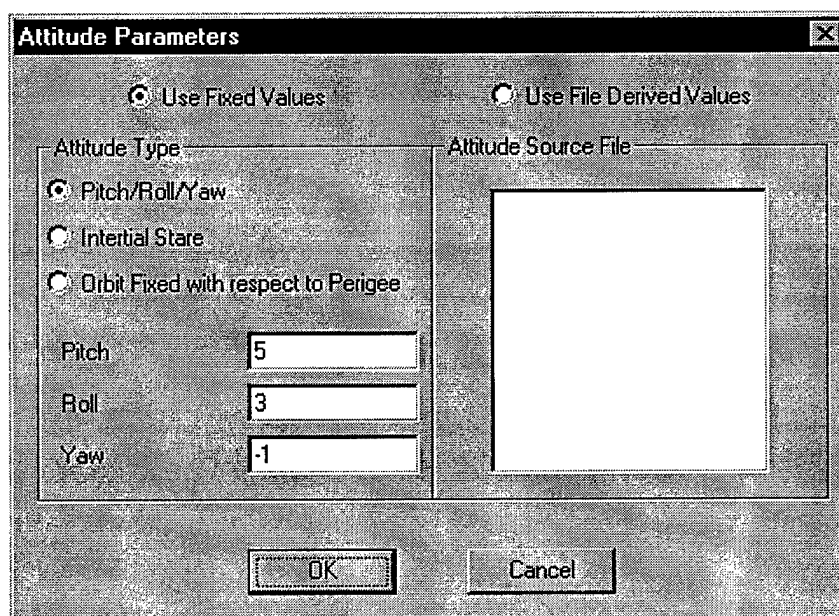 Attitude Parameters
Use Fixed Values
Use File Derived Values
Attitude Type
Attitude Source File
Pitch/Roll/Yaw
Intertial Stare
Orbit Fixed with respect to Perigee
Pitch 5
Roll 3
Yaw -1
OK Cancel